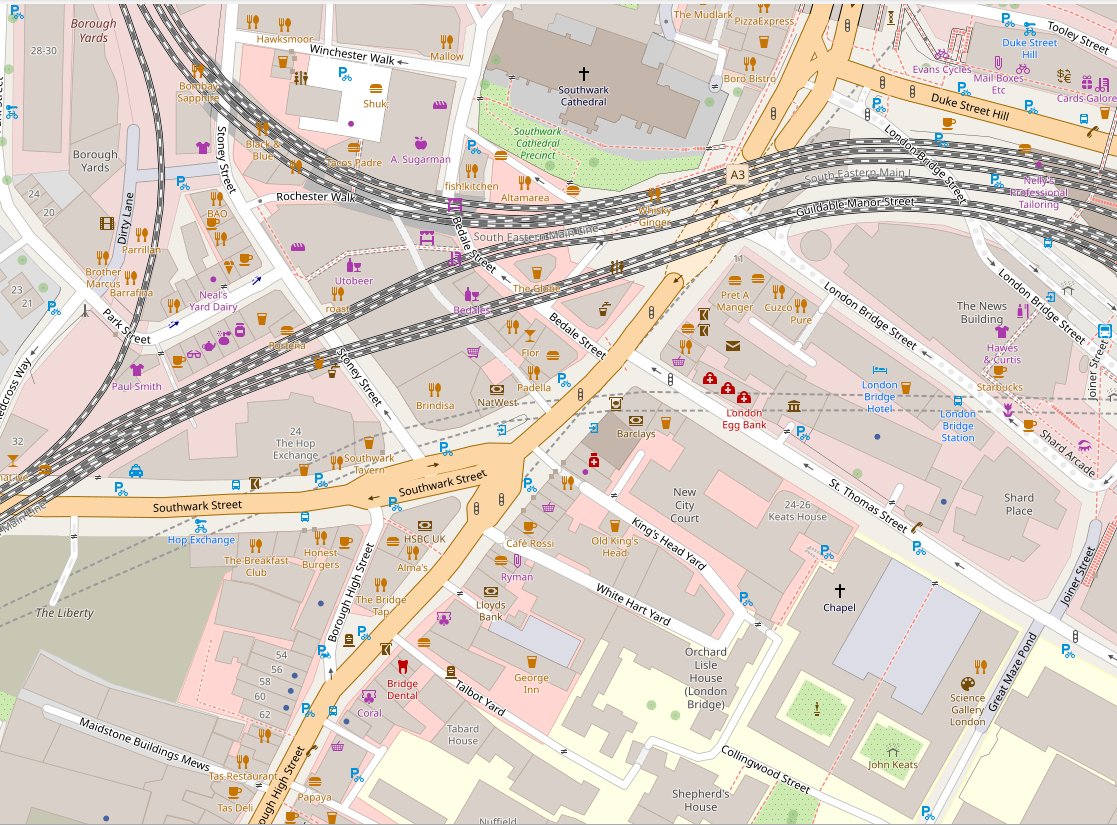 Borough
Yards
28-30
Hawksmoor
Winchester Walk
Mallow
The Mudlark
PizzaExpress
Tooley Street
Duke Street
Hill
Evans Cycles
Mail Boxes
Etc
Cards Galore
Boro Bistro
Southwark
Cathedral
Bombay
Sapphire
Shuk
Duke Street Hill
Stoney Street
Black &
Blue
Tacos Padre
A. Sugarman
Southwark
Cathedral
Precinct
London Bridge Street
Borough
Yards
A3
South Eastern Main L
Nelly's
Professional
Tailoring
24
20
Dirty Lane
BAO
Rochester Walk
fish!kitchen
Altamarea
Whisky
Ginger
Guildable Manor Street
Parrillan
South Eastern Main Line
Bedale Street
Brother
Marcus
Barrafina
Utobeer
The Globe
11
London Bridge Street
23
21
Neal's
Yard Dairy
roast
Bedales
Pret A
Manger
Cuzco
Pure
London Bridge Street
The News
Building
Park Street
Postena
Bedale Street
Hawes
& Curtis
Joiner Street
Redcross Way
Paul Smith
Stoney Street
Flor
Padella
Starbucks
Brindisa
NatWest
London
Egg Bank
London
Bridge
Hotel
London
Bridge
Station
Barclays
32
24
The Hop
Exchange
Southwark
Tavern
Shard Arcade
Southwark Street
Southwark Street
New
City
Court
24-26
Keats House
St. Thomas Street
Shard
Place
Main Line
Hop Exchange
HSBC UK
Café Rossi
Old King's
Head
King's Head Yard
The Breakfast
Club
Honest
Burgers
Alma's
Ryman
Joiner Street
The Liberty
Borough High Street
The Bridge
Tap
Lloyds
Bank
White Hart Yard
Chapel
54
56
58
60
62
Bridge
Dental
George
Inn
Orchard
Lisle
House
(London
Bridge)
Great Maze Pond
Science
Gallery
London
Coral
Talbot Yard
Maidstone Buildings Mews
Tabard
House
John Keats
Tas Restaurant
Tas Deli
Papaya
Borough High Street
Collingwood Street
Shepherd's
House
Nuffield